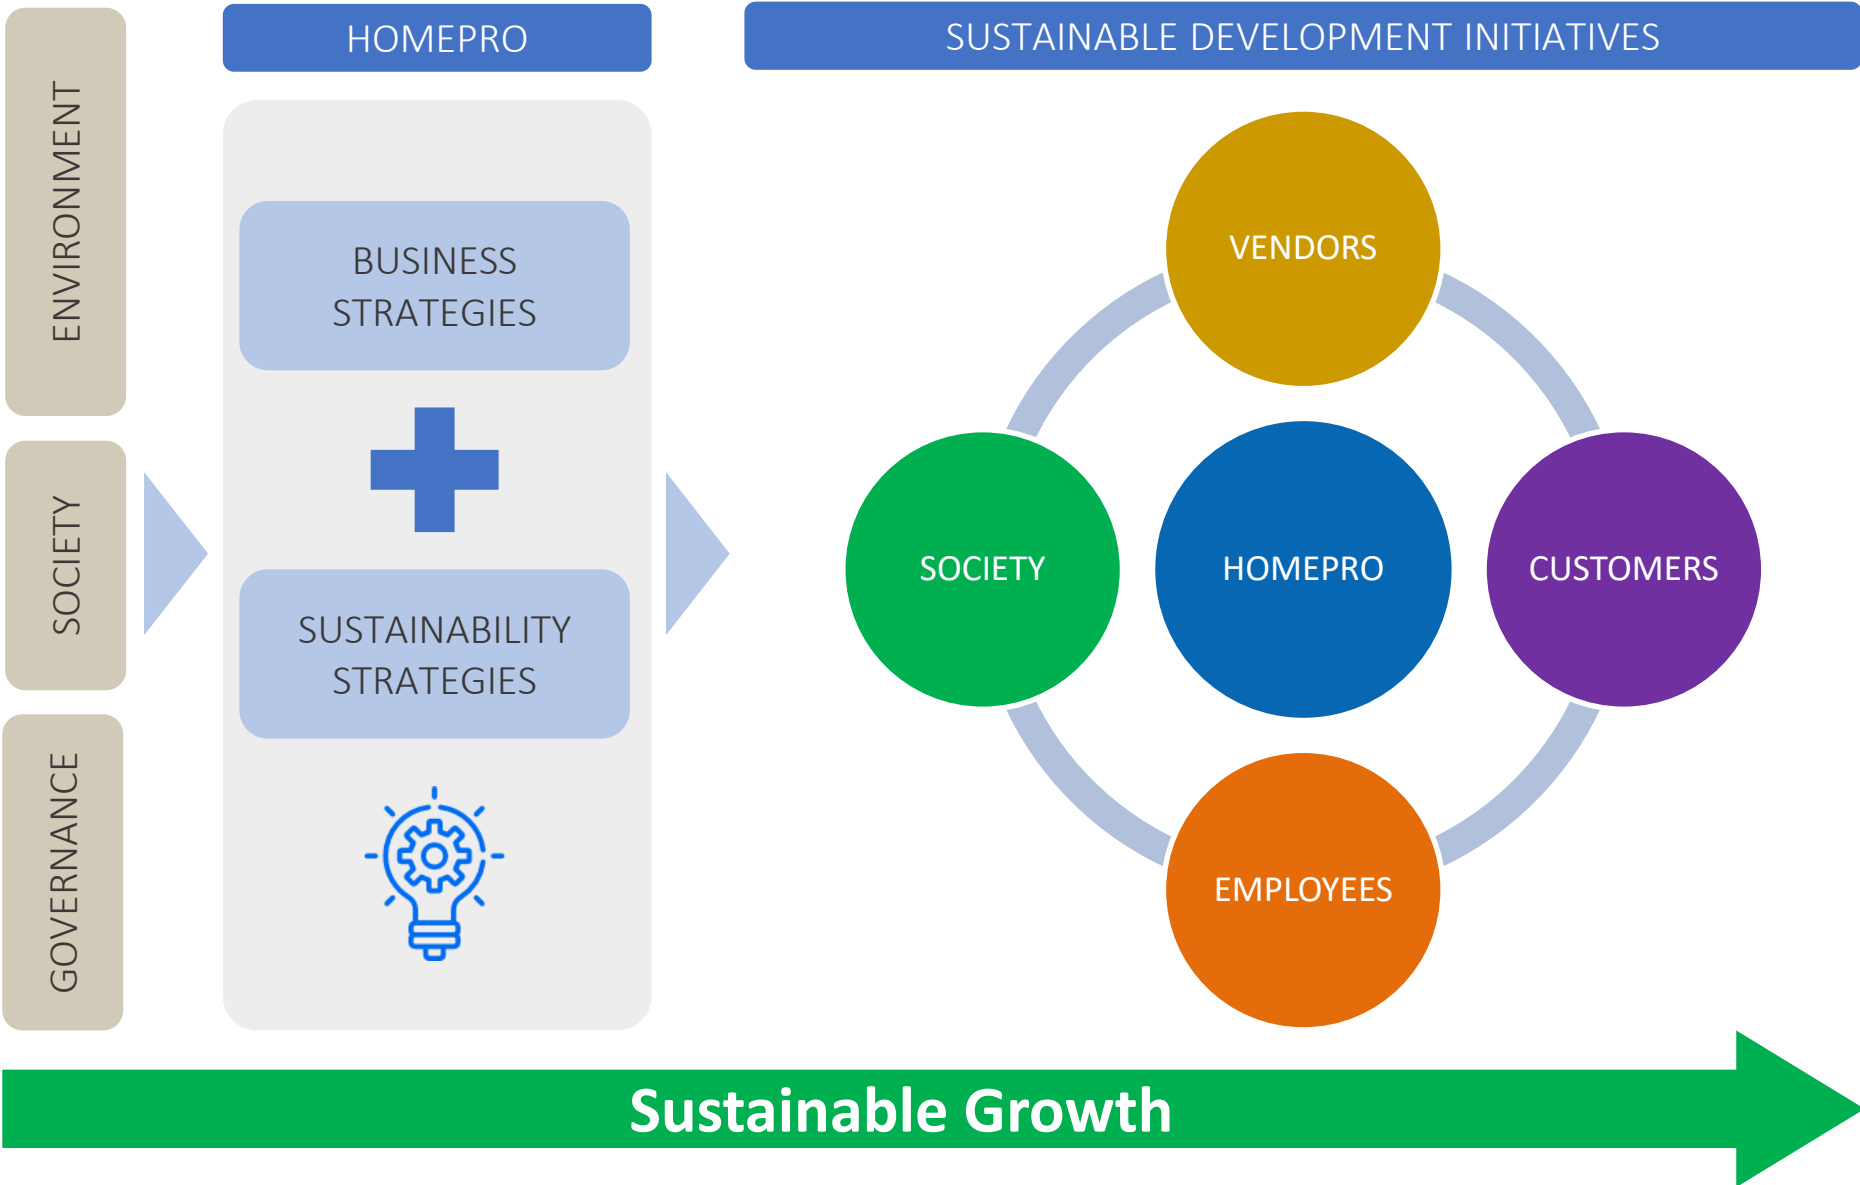 ENVIRONMENT
SOCIETY
GOVERNANCE
HOMEPRO
BUSINESS
STRATEGIES
SUSTAINABILITY
STRATEGIES
SUSTAINABLE DEVELOPMENT INITIATIVES
VENDORS
SOCIETY
HOMEPRO
CUSTOMERS
EMPLOYEES
Sustainable Growth